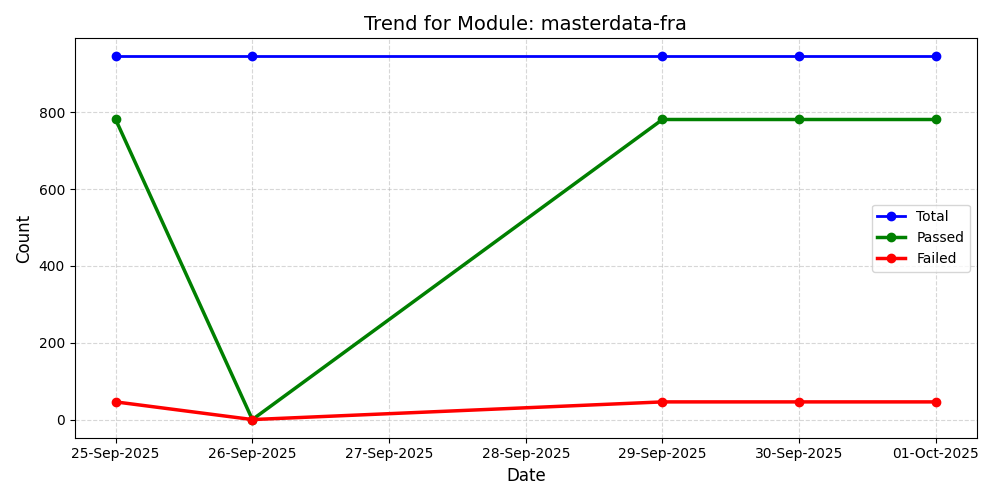 Trend for Module: masterdata-fra
Count
800
600
400
200
0
Total
Passed
Failed
25-Sep-2025 26-Sep-2025 27-Sep-2025 28-Sep-2025 29-Sep-2025 30-Sep-2025 01-Oct-2025
Date